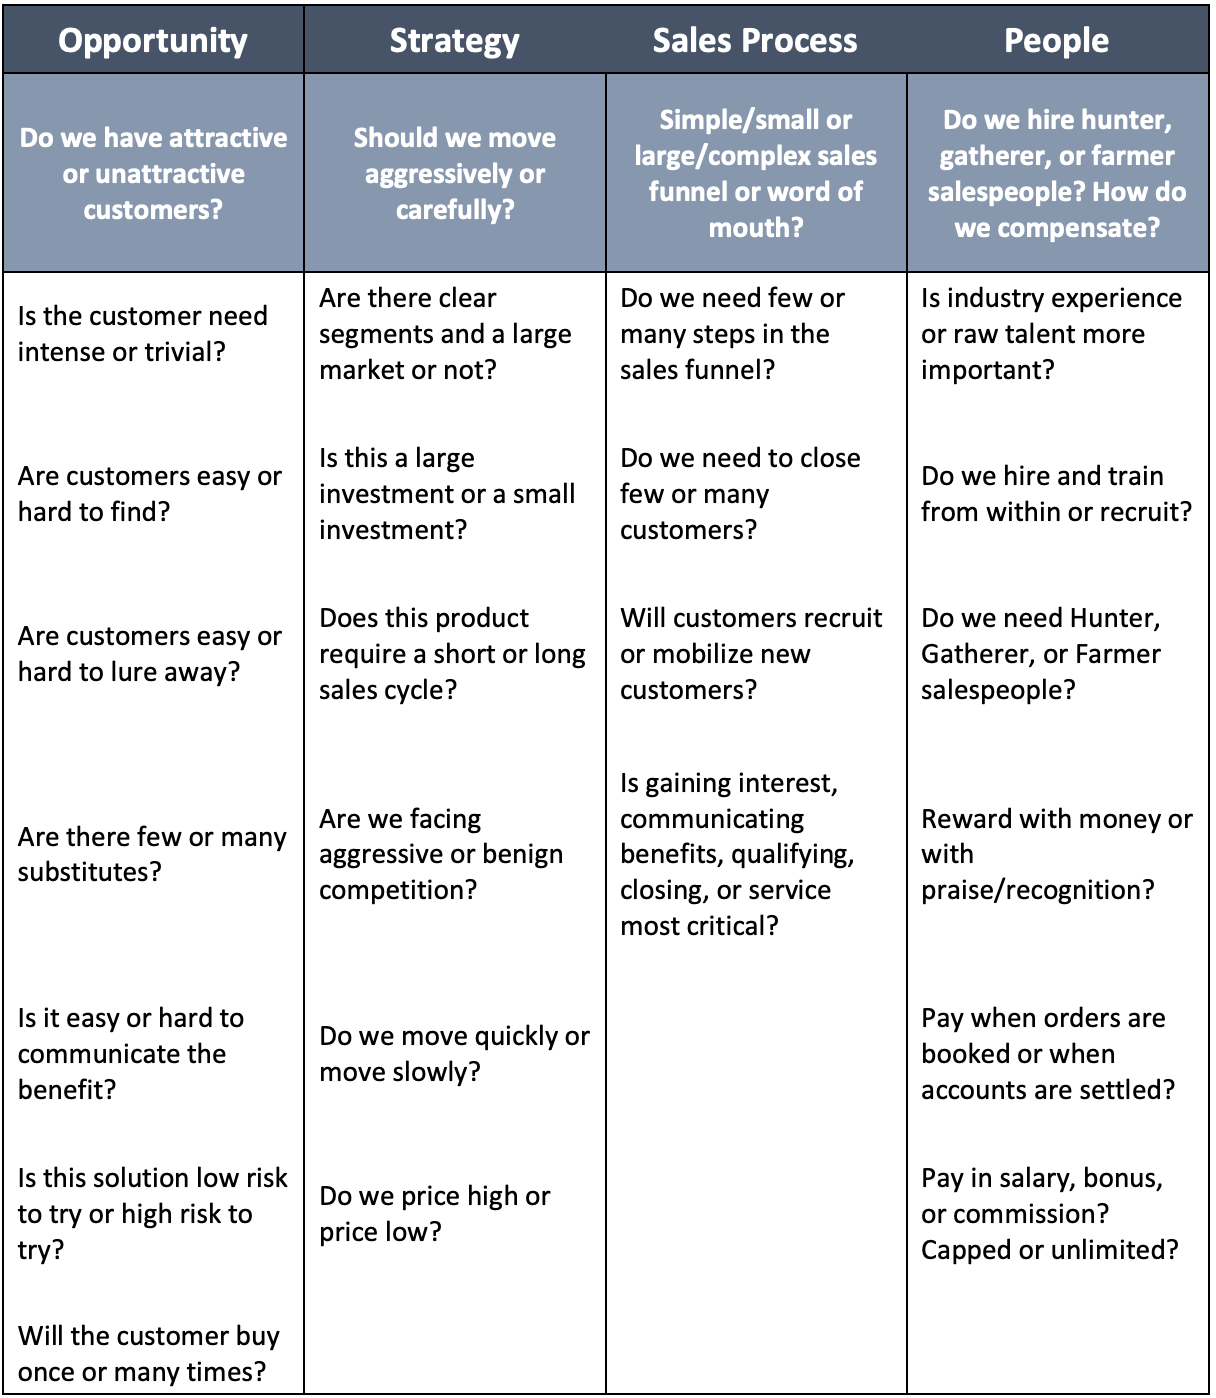 Opportunity
Strategy
Sales Process
People
Do we have attractive
or unattractive
customers?
Should we move
aggressively or
carefully?
Simple/small or
large/complex sales
funnel or word of
mouth?
Do we hire hunter,
gatherer, or farmer
salespeople? How do
we compensate?
Is the customer need
intense or trivial?
Are there clear
segments and a large
market or not?
Do we need few or
many steps in the
sales funnel?
Is industry experience
or raw talent more
important?
Are customers easy or
hard to find?
Is this a large
investment or a small
investment?
Do we need to close
few or many
customers?
Do we hire and train
from within or recruit?
Are customers easy or
hard to lure away?
Does this product
require a short or long
sales cycle?
Will customers recruit
or mobilize new
customers?
Do we need Hunter,
Gatherer, or Farmer
salespeople?
Are there few or many
substitutes?
Are we facing
aggressive or benign
competition?
Is gaining interest,
communicating
benefits, qualifying,
closing, or service
most critical?
Reward with money or
with
praise/recognition?
Is it easy or hard to
communicate the
benefit?
Do we move quickly or
move slowly?
Pay when orders are
booked or when
accounts are settled?
Is this solution low risk
to try or high risk to
try?
Do we price high or
price low?
Pay in salary, bonus,
or commission?
Capped or unlimited?
Will the customer buy
once or many times?